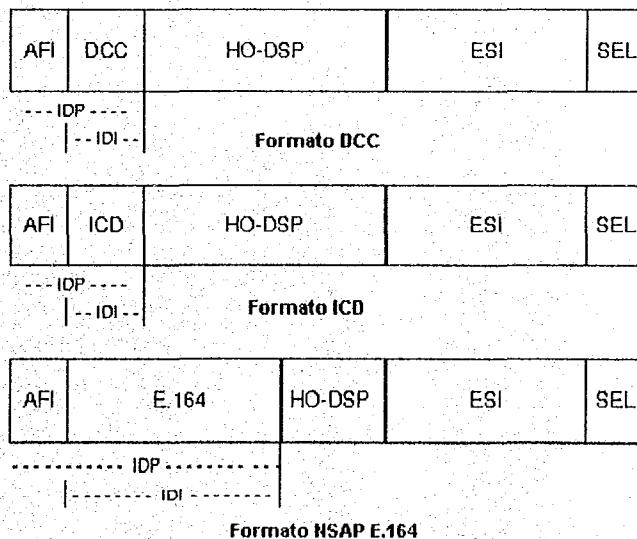 AFI DCC HO-DSP ESI SEL
IDP
IDI
Formato DCC
AFI ICD HO-DSP ESI SEL
IDP
IDI
Formato ICD
AFI E.164 HO-DSP ESI SEL
IDP
IDI
Formato NSAP E.164